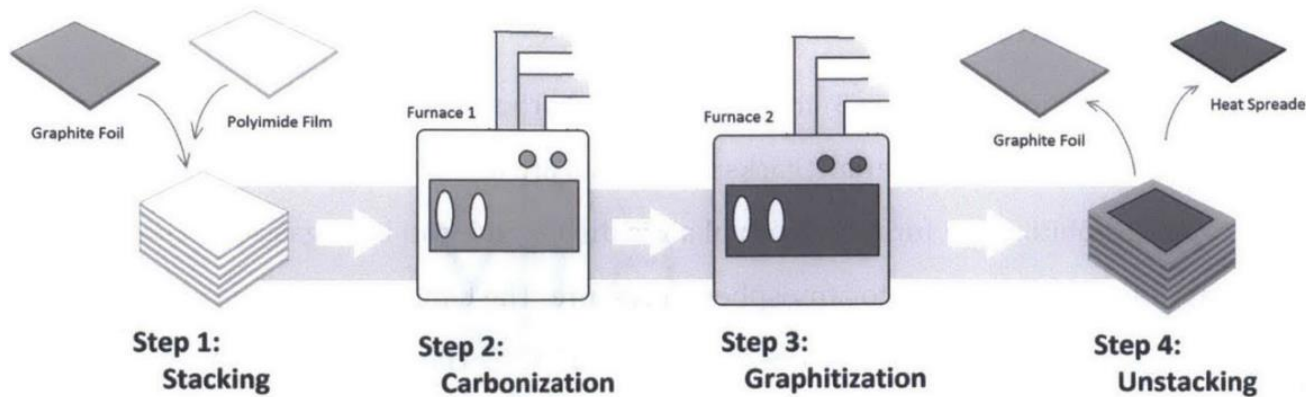 Graphite Foil
Polyimide Film
Furnace 1
Furnace 2
Graphite Foil
Heat Spreade
Step 1:
Stacking
Step 2:
Carbonization
Step 3:
Graphitization
Step 4:
Unstacking